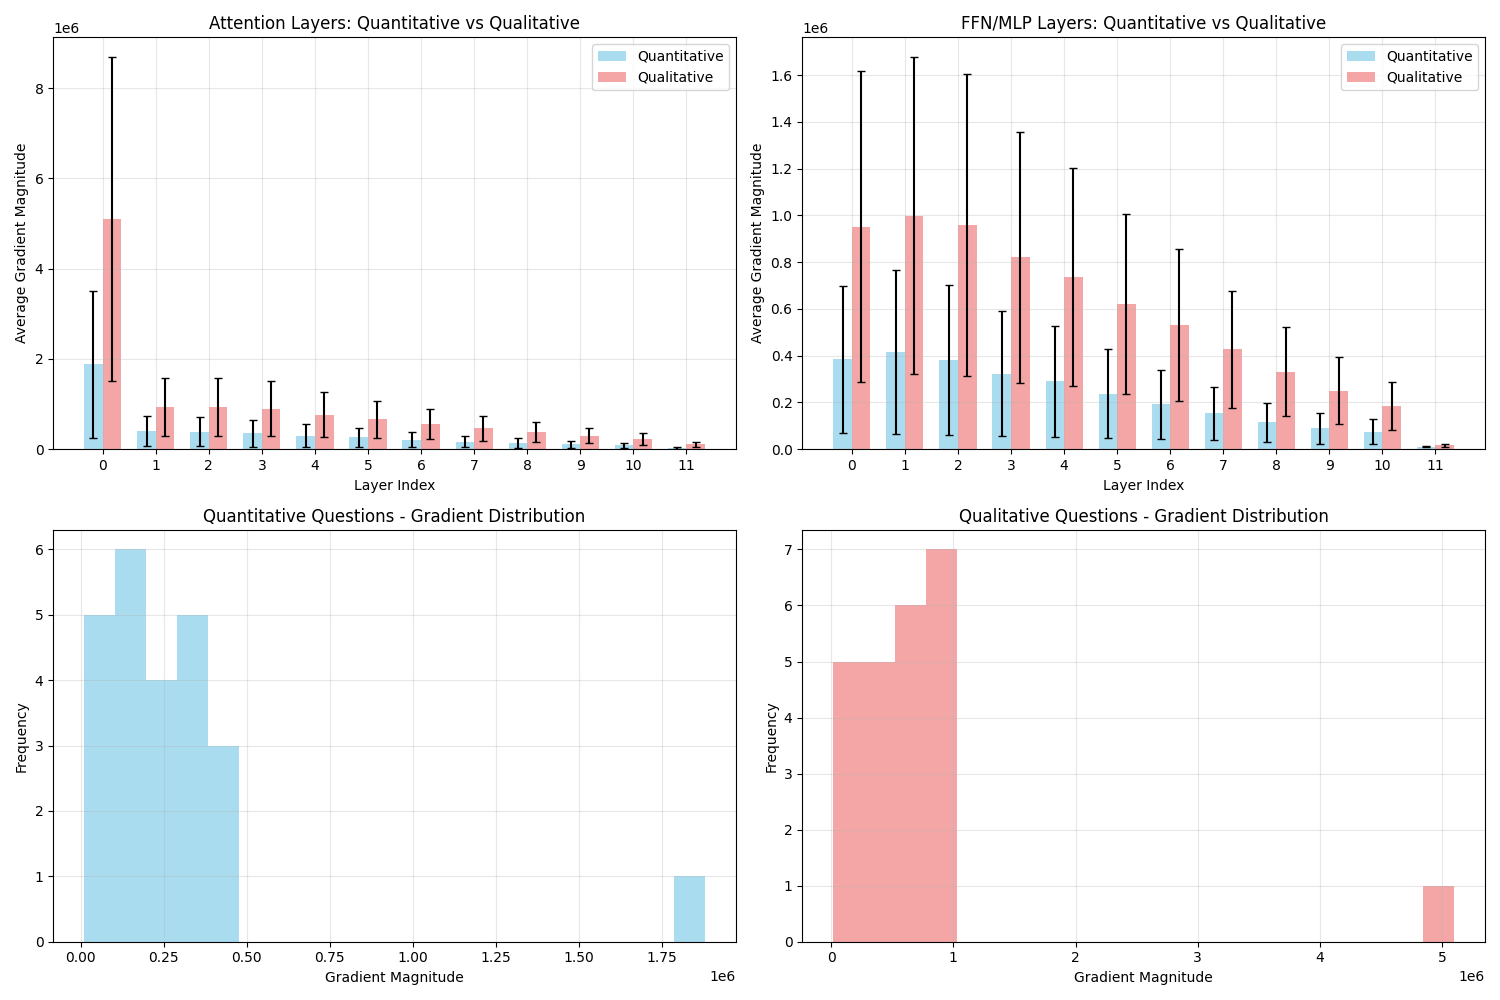 Attention Layers: Quantitative vs Qualitative
1e6
Quantitative
Qualitative
8
6
4
2
0
Average Gradient Magnitude
0 1 2 3 4 5 6 7 8 9 10 11
Layer Index
FFN/MLP Layers: Quantitative vs Qualitative
1e6
Quantitative
Qualitative
1.6
1.4
1.2
1.0
0.8
0.6
0.4
0.2
0.0
Average Gradient Magnitude
0 1 2 3 4 5 6 7 8 9 10 11
Layer Index
Quantitative Questions - Gradient Distribution
6
5
4
3
2
1
0
Frequency
0.00 0.25 0.50 0.75 1.00 1.25 1.50 1.75
Gradient Magnitude
1e6
Qualitative Questions - Gradient Distribution
7
6
5
4
3
2
1
0
Frequency
0 1 2 3 4 5
Gradient Magnitude
1e6